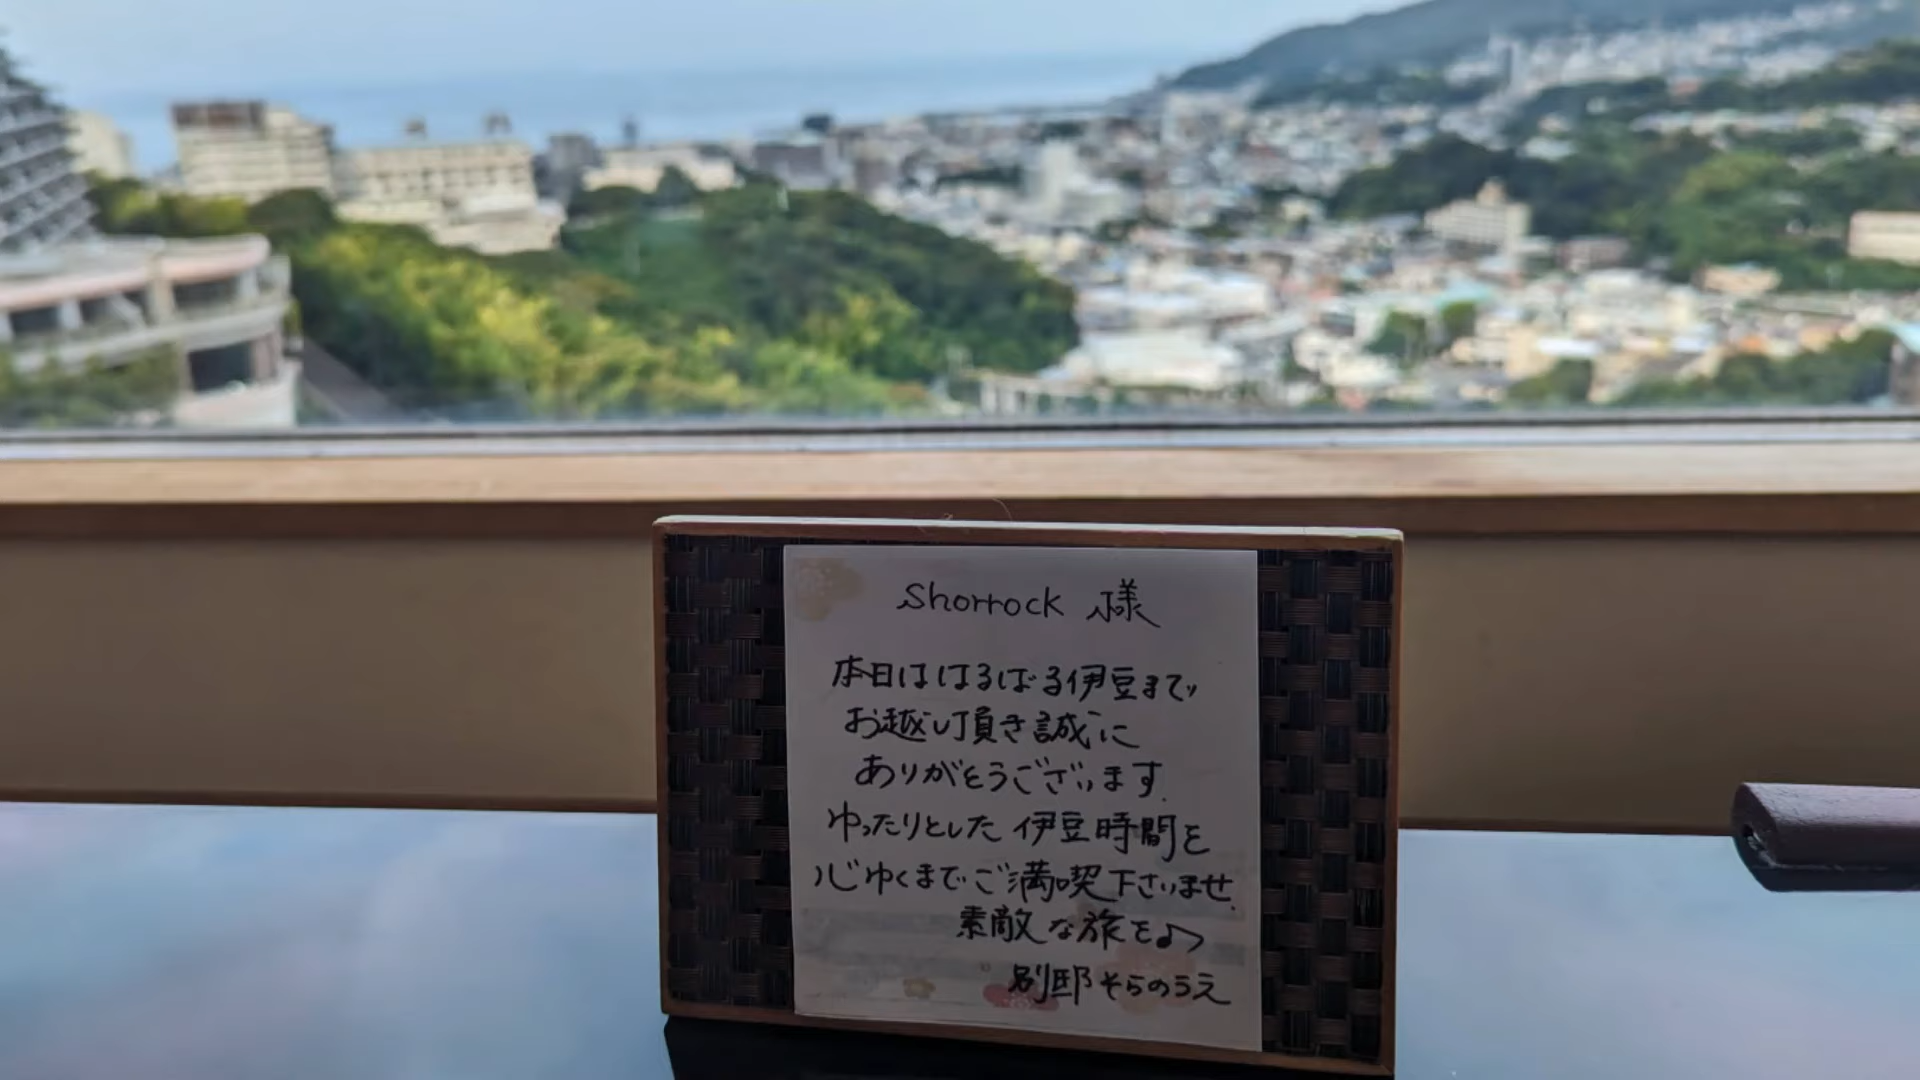 Shorrock 様
本日ははるばる伊豆まで、
お越し頂き誠に
ありがとうございます。
ゆったりとした伊豆時間を
心ゆくまでご満喫下さいませ。
素敵な旅を♪
別邸そらのうえ